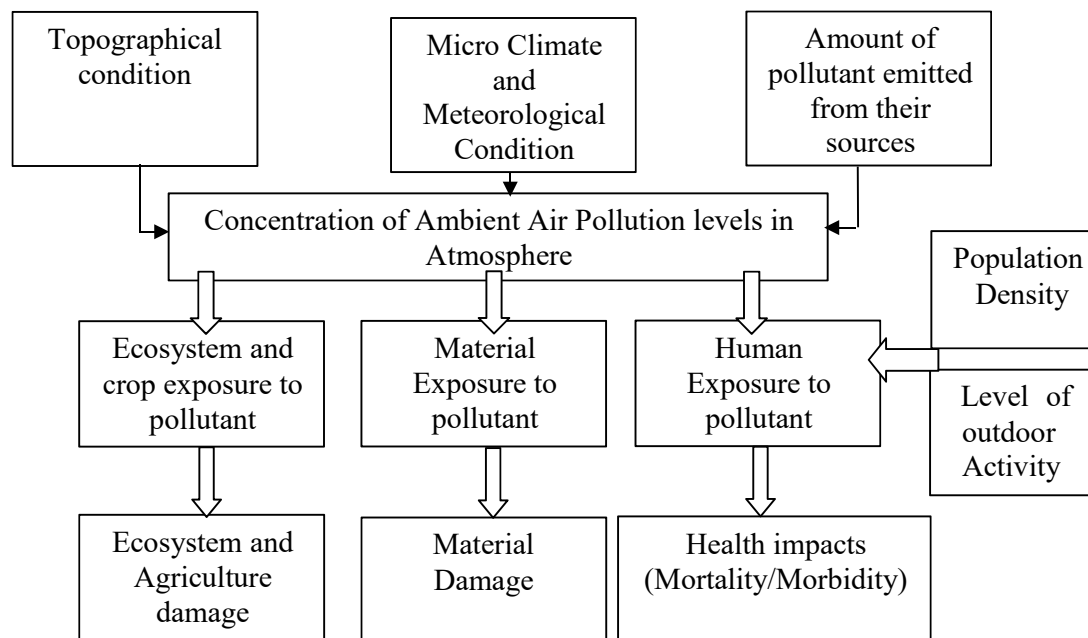 Topographical
condition
Micro Climate
and
Meteorological
Condition
Amount of
pollutant emitted
from their
sources
Concentration of Ambient Air Pollution levels in
Atmosphere
Population
Density
Ecosystem and
crop exposure to
pollutant
Material
Exposure to
pollutant
Human
Exposure to
pollutant
Level of
outdoor
Activity
Ecosystem and
Agriculture
damage
Material
Damage
Health impacts
(Mortality/Morbidity)